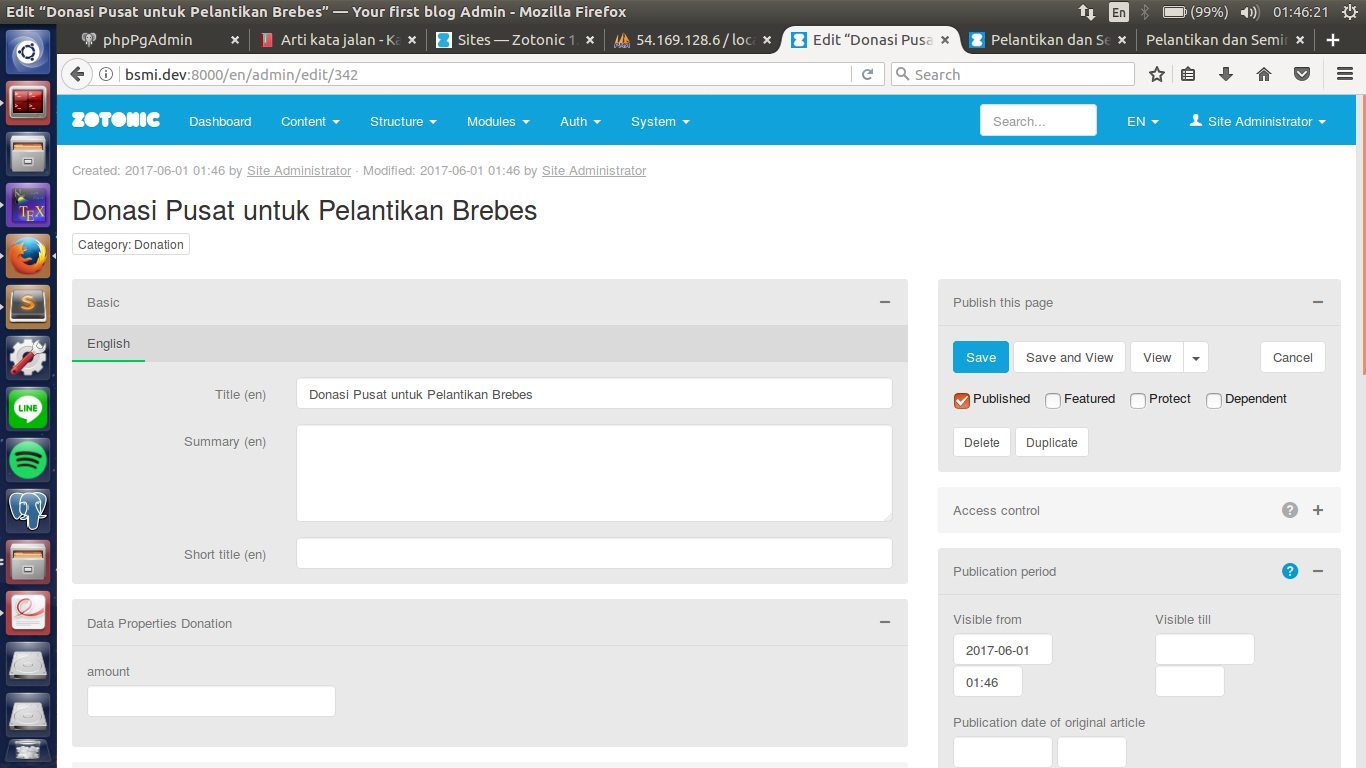 Edit “Donasi Pusat untuk Pelantikan Brebes” — Your first blog Admin - Mozilla Firefox
En (99%) 01:46:21
phpPgAdmin × Arti kata jalan - Ka × Sites — Zotonic 1. × 54.169.128.6 / loca × Edit “Donasi Pusa × Pelantikan dan Se × Pelantikan dan Semin ×
bsmi.dev:8000/en/admin/edit/342
Search
ZOTONIC Dashboard Content Structure Modules Auth System Search... EN Site Administrator
Created: 2017-06-01 01:46 by Site Administrator · Modified: 2017-06-01 01:46 by Site Administrator
Donasi Pusat untuk Pelantikan Brebes
Category: Donation
Basic
English
Title (en) Donasi Pusat untuk Pelantikan Brebes
Summary (en)
Short title (en)
Data Properties Donation
amount
Publish this page
Save Save and View View Cancel
Published Featured Protect Dependent
Delete Duplicate
Access control ?
Publication period ?
Visible from Visible till
2017-06-01
01:46
Publication date of original article
TEX
LINE
S